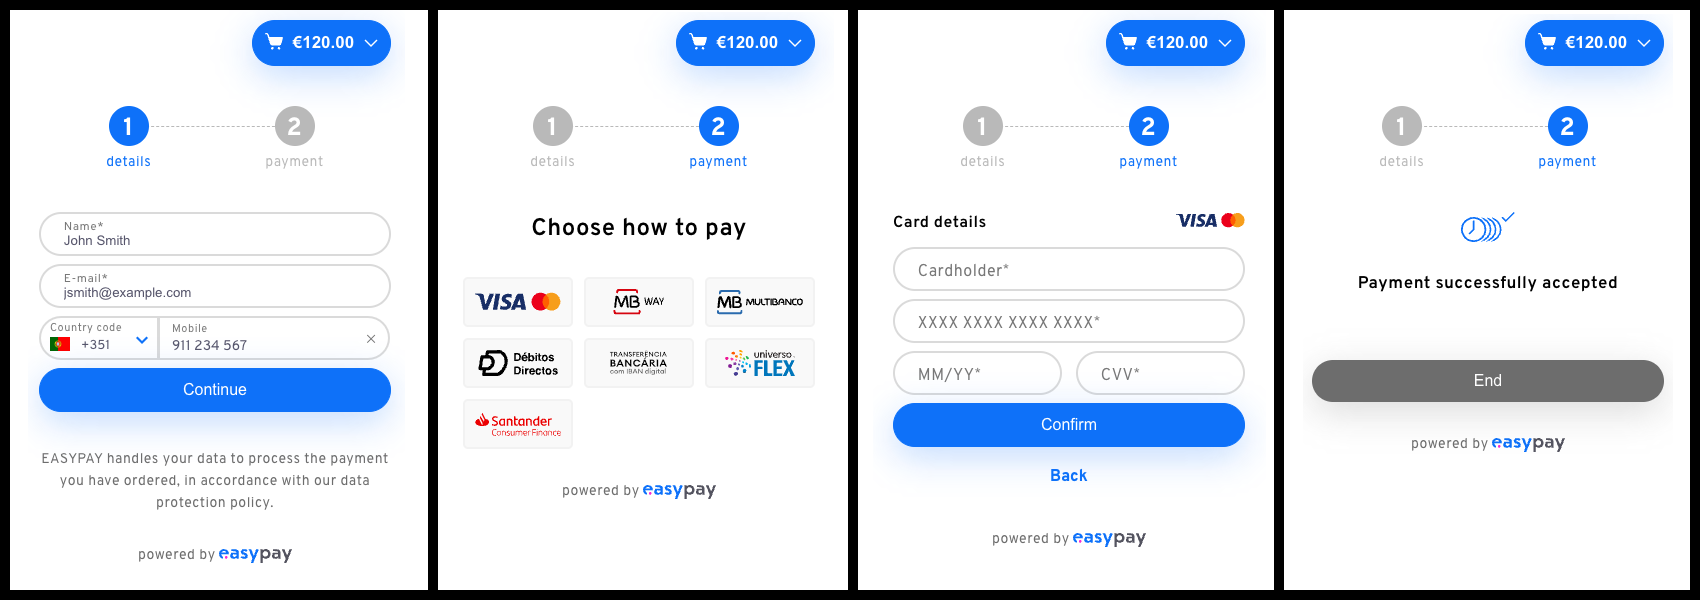 €120.00
1
2
details
payment
Name*
John Smith
E-mail*
jsmith@example.com
Country code
+351
Mobile
911 234 567
Continue
EASYPAY handles your data to process the payment
you have ordered, in accordance with our data
protection policy.
powered by easypay
€120.00
1
2
details
payment
Choose how to pay
VISA
MB WAY
MB MULTIBANCO
Débitos
Directos
TRANSFERÊNCIA
BANCÁRIA
com IBAN digital
universo
FLEX
Santander
Consumer Finance
powered by easypay
€120.00
1
2
details
payment
Card details
VISA
Cardholder*
XXXX XXXX XXXX XXXX*
MM/YY*
CVV*
Confirm
Back
powered by easypay
€120.00
1
2
details
payment
Payment successfully accepted
End
powered by easypay